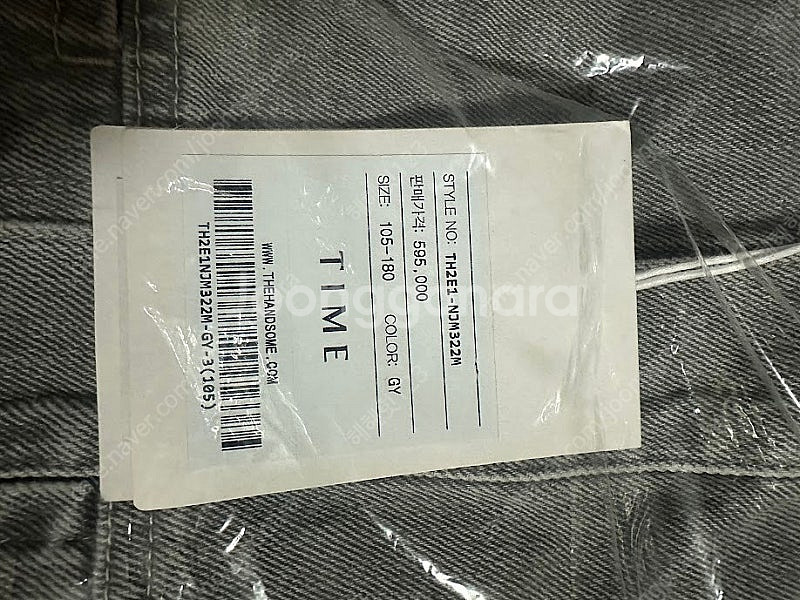 STYLE NO: TH2E1-NJM322M
판매가격: 595,000
SIZE: 105-180 COLOR: GY
TIME
WWW.THEHANDSOME.COM
TH2E1NJM322M-GY-3(105)
joonggonara